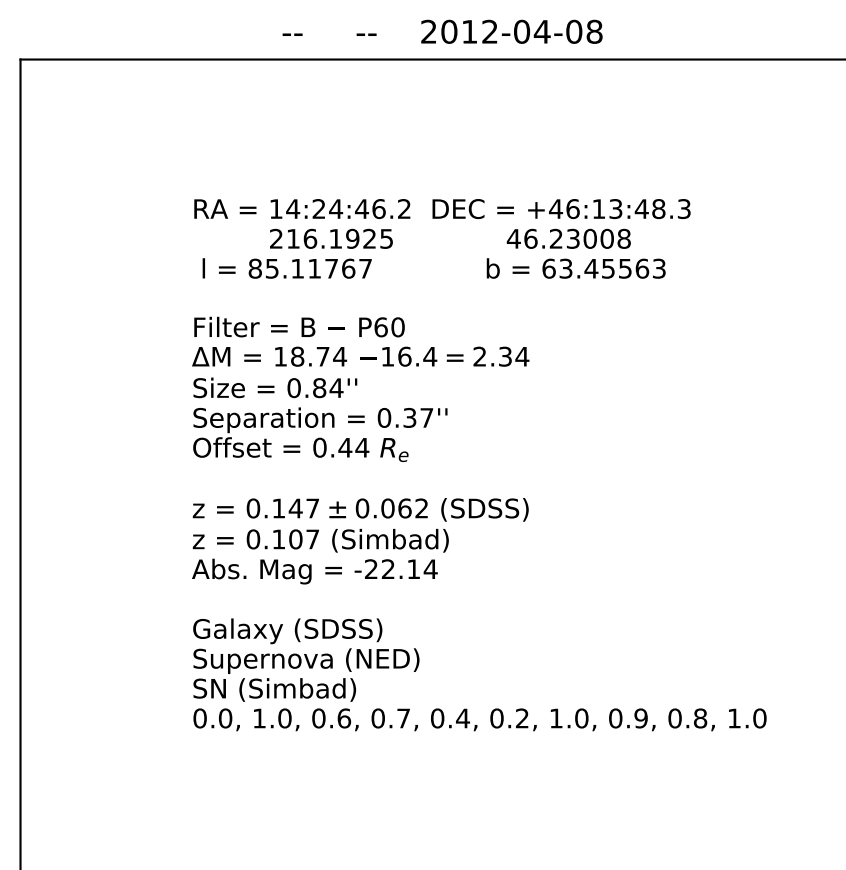 -- -- 2012-04-08
RA = 14:24:46.2 DEC = +46:13:48.3
216.1925 46.23008
l = 85.11767 b = 63.45563
Filter = B − P60
ΔM = 18.74 −16.4 = 2.34
Size = 0.84''
Separation = 0.37''
Offset = 0.44 Rₑ
z = 0.147 ± 0.062 (SDSS)
z = 0.107 (Simbad)
Abs. Mag = -22.14
Galaxy (SDSS)
Supernova (NED)
SN (Simbad)
0.0, 1.0, 0.6, 0.7, 0.4, 0.2, 1.0, 0.9, 0.8, 1.0